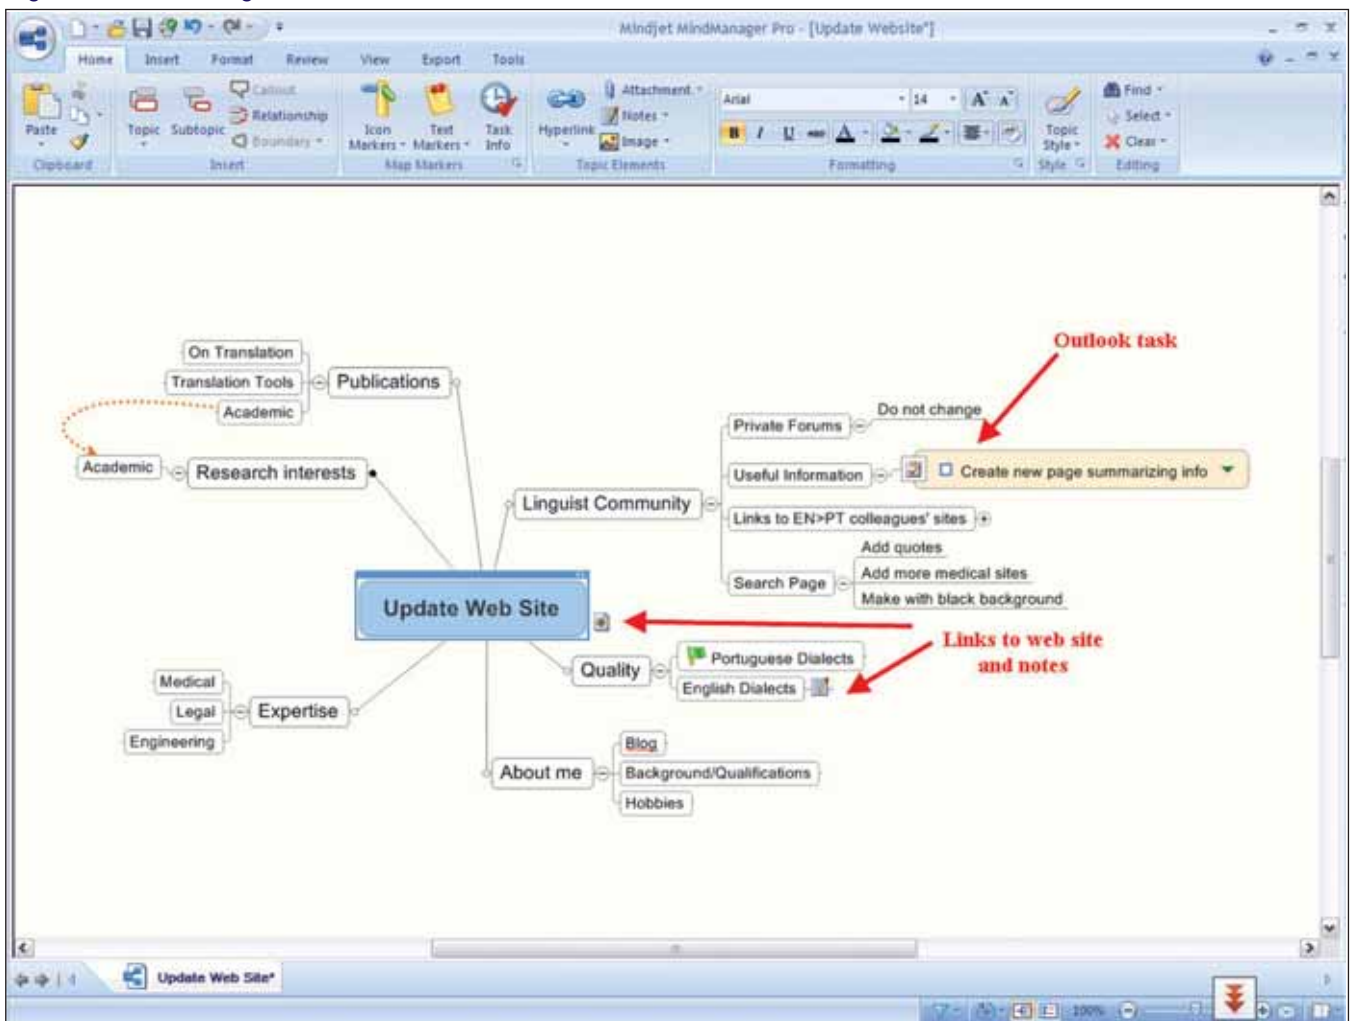 Mindjet MindManager Pro - [Update Website*]
Home Insert Format Review View Export Tools
Paste
Clipboard
Topic Subtopic
Callout
Relationship
Boundary
Insert
Icon Markers
Text Markers
Task Info
Map Markers
Hyperlink
Attachment
Notes
Image
Topic Elements
Arial 14
B I U abc A
Formatting
Topic Style
Style
Find
Select
Clear
Editing
Outlook task
On Translation
Translation Tools
Academic
Publications
Academic
Research interests
Linguist Community
Private Forums
Do not change
Useful Information
Create new page summarizing info
Links to EN>PT colleagues' sites
Search Page
Add quotes
Add more medical sites
Make with black background
Update Web Site
Links to web site
and notes
Quality
Portuguese Dialects
English Dialects
Medical
Legal
Engineering
Expertise
About me
Blog
Background/Qualifications
Hobbies
Update Web Site*
100%